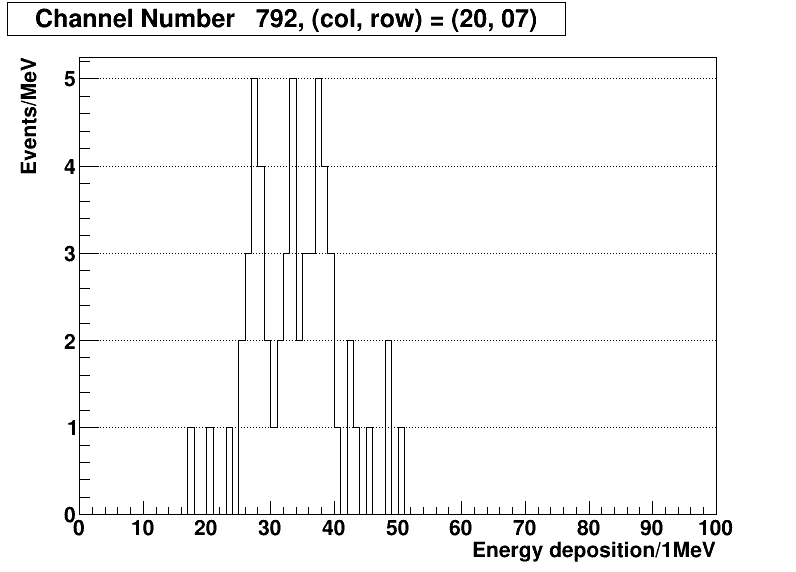 Channel Number   792, (col, row) = (20, 07)
Events/MeV
5
4
3
2
1
0
0 10 20 30 40 50 60 70 80 90 100
Energy deposition/1MeV